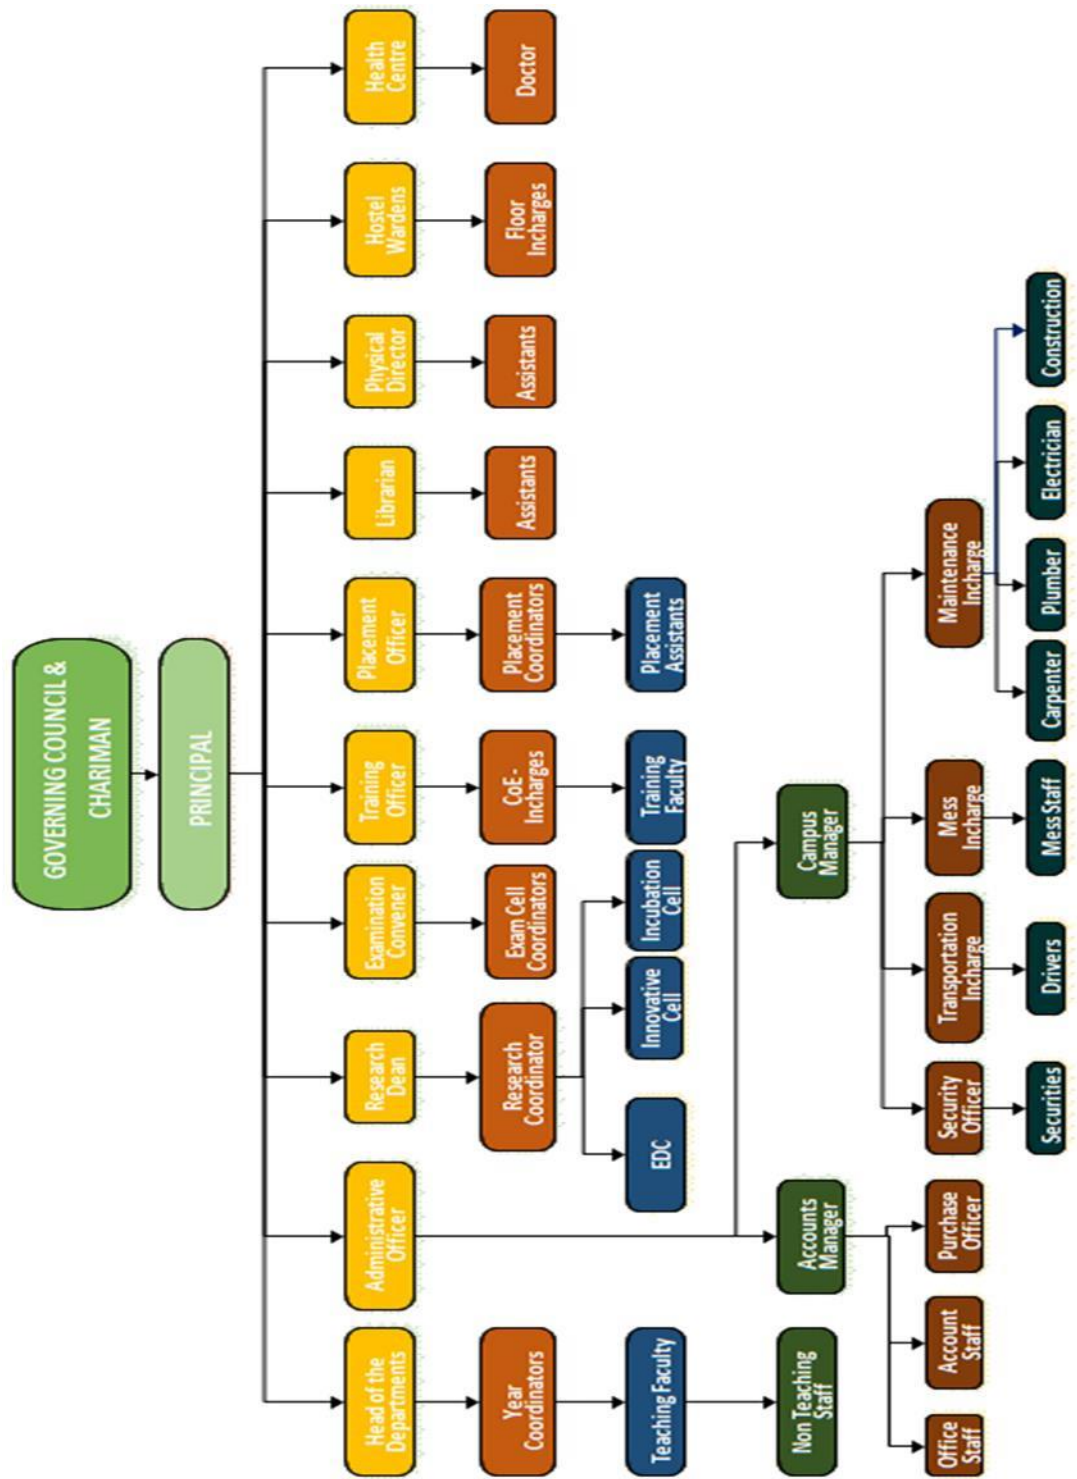 GOVERNING COUNCIL &
CHARIMAN
PRINCIPAL
Head of the
Departments
Administrative
Officer
Research
Dean
Examination
Convener
Training
Officer
Placement
Officer
Librarian
Physical
Director
Hostel
Wardens
Health
Centre
Year
Coordinators
Research
Coordinator
Exam Cell
Coordinators
CoE-
Incharges
Placement
Coordinators
Assistants
Assistants
Floor
Incharges
Doctor
Teaching Faculty
EDC
Innovative
Cell
Incubation
Cell
Training
Faculty
Placement
Assistants
Non Teaching
Staff
Accounts
Manager
Campus
Manager
Office
Staff
Account
Staff
Purchase
Officer
Security
Officer
Transportation
Incharge
Mess
Incharge
Maintenance
Incharge
Securities
Drivers
Mess Staff
Carpenter
Plumber
Electrician
Construction